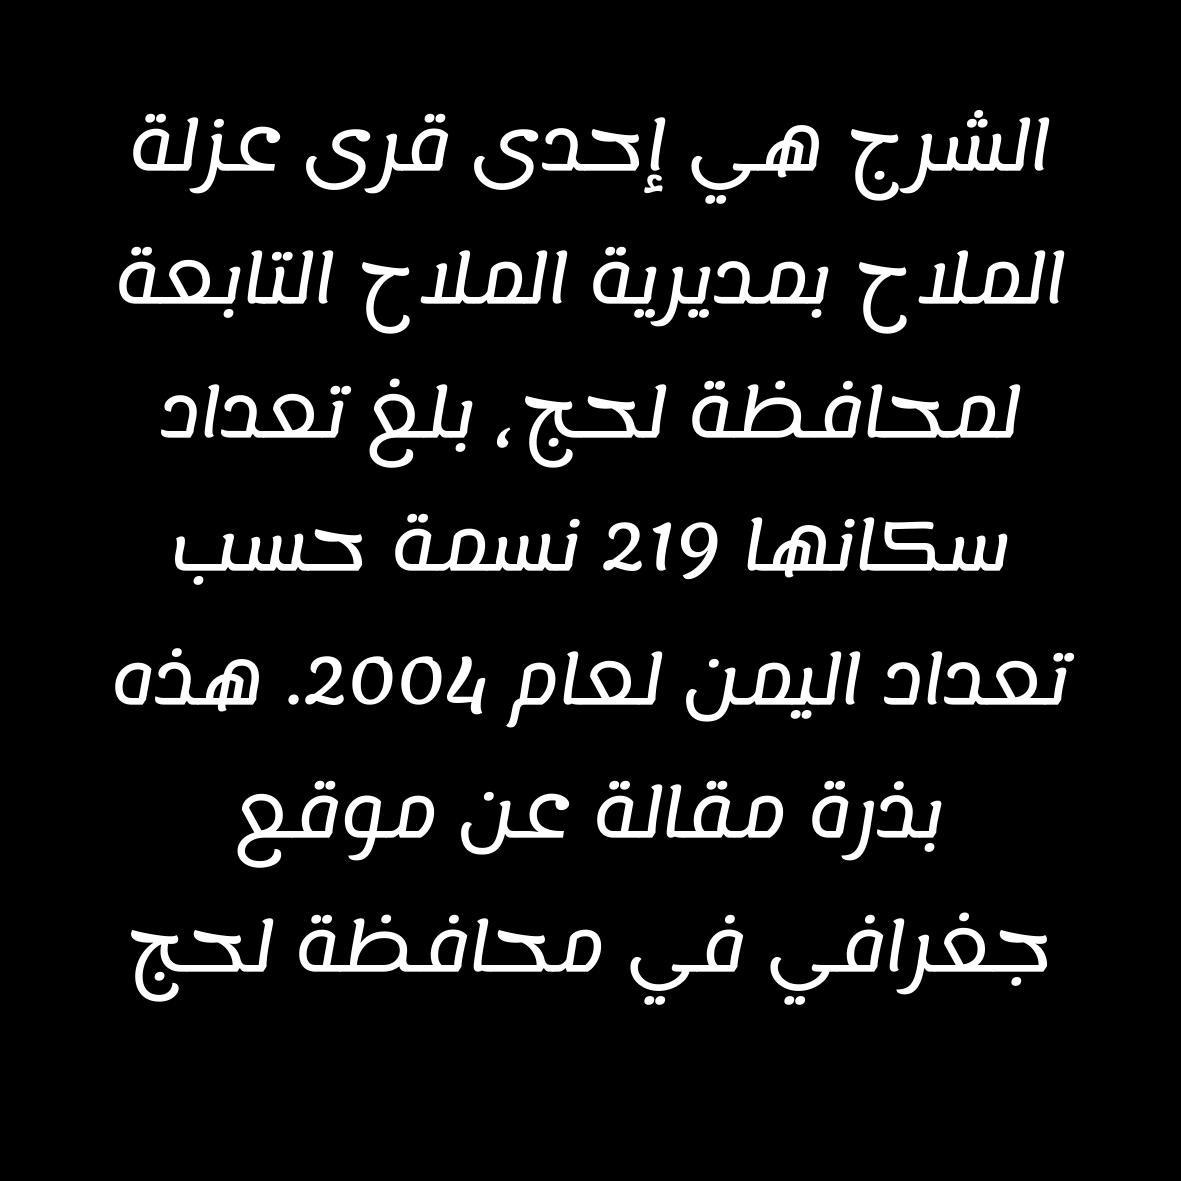 الشرج هي إحدى قرى عزلة
الملاح بمديرية الملاح التابعة
لمحافظة لحج، بلغ تعداد
سكانها 219 نسمة حسب
تعداد اليمن لعام 2004. هذه
بذرة مقالة عن موقع
جغرافي في محافظة لحج